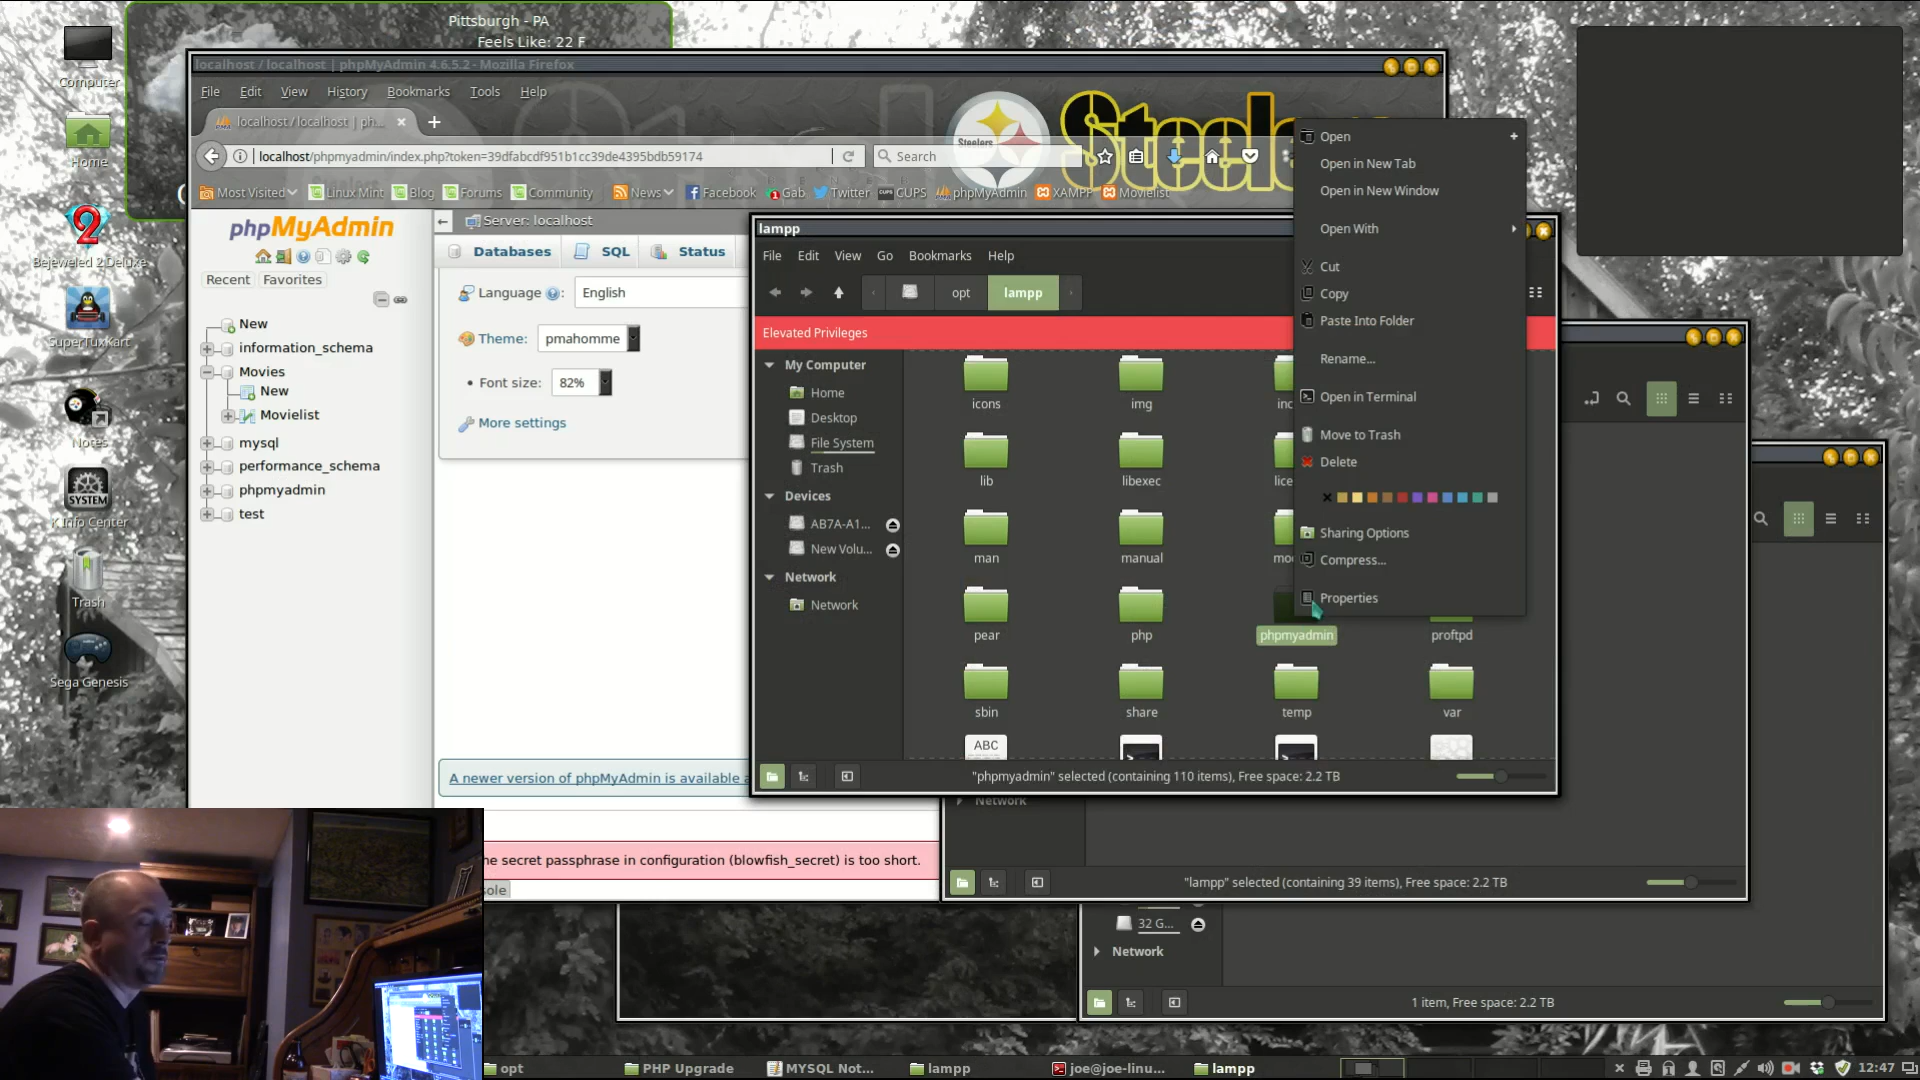 Pittsburgh - PA
Feels Like: 22 F
Computer
Home
Bejeweled 2 Deluxe
SuperTuxKart
Notes
SYSTEM
K Info Center
Trash
Sega Genesis
localhost / localhost | phpMyAdmin 4.6.5.2 - Mozilla Firefox
File Edit View History Bookmarks Tools Help
localhost / localhost | ph...
Steelers
localhost/phpmyadmin/index.php?token=39dfabcdf951b1cc39de4395bdb59174
Search
Most Visited Linux Mint Blog Forums Community News Facebook Gab Twitter CUPS phpMyAdmin XAMPP Movielist
phpMyAdmin
Recent Favorites
New
information_schema
Movies
New
Movielist
mysql
performance_schema
phpmyadmin
test
Server: localhost
Databases SQL Status
Language : English
Theme: pmahomme
Font size: 82%
More settings
A newer version of phpMyAdmin is available a
he secret passphrase in configuration (blowfish_secret) is too short.
sole
lampp
File Edit View Go Bookmarks Help
opt lampp
Elevated Privileges
My Computer
Home
Desktop
File System
Trash
Devices
AB7A-A1...
New Volu...
Network
Network
icons img inc
lib libexec lice
man manual mo
pear php phpmyadmin proftpd
sbin share temp var
ABC
"phpmyadmin" selected (containing 110 items), Free space: 2.2 TB
Open
Open in New Tab
Open in New Window
Open With
Cut
Copy
Paste Into Folder
Rename...
Open in Terminal
Move to Trash
Delete
Sharing Options
Compress...
Properties
Network
"lampp" selected (containing 39 items), Free space: 2.2 TB
32 G...
Network
1 item, Free space: 2.2 TB
opt PHP Upgrade MYSQL Not... lampp joe@joe-linu... lampp 12:47